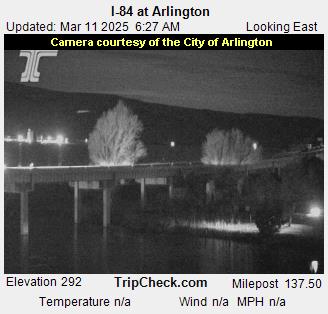 I-84 at Arlington
Updated: Mar 11 2025 6:27 AM Looking East
Camera courtesy of the City of Arlington
Elevation 292 TripCheck.com Milepost 137.50
Temperature n/a Wind n/a MPH n/a